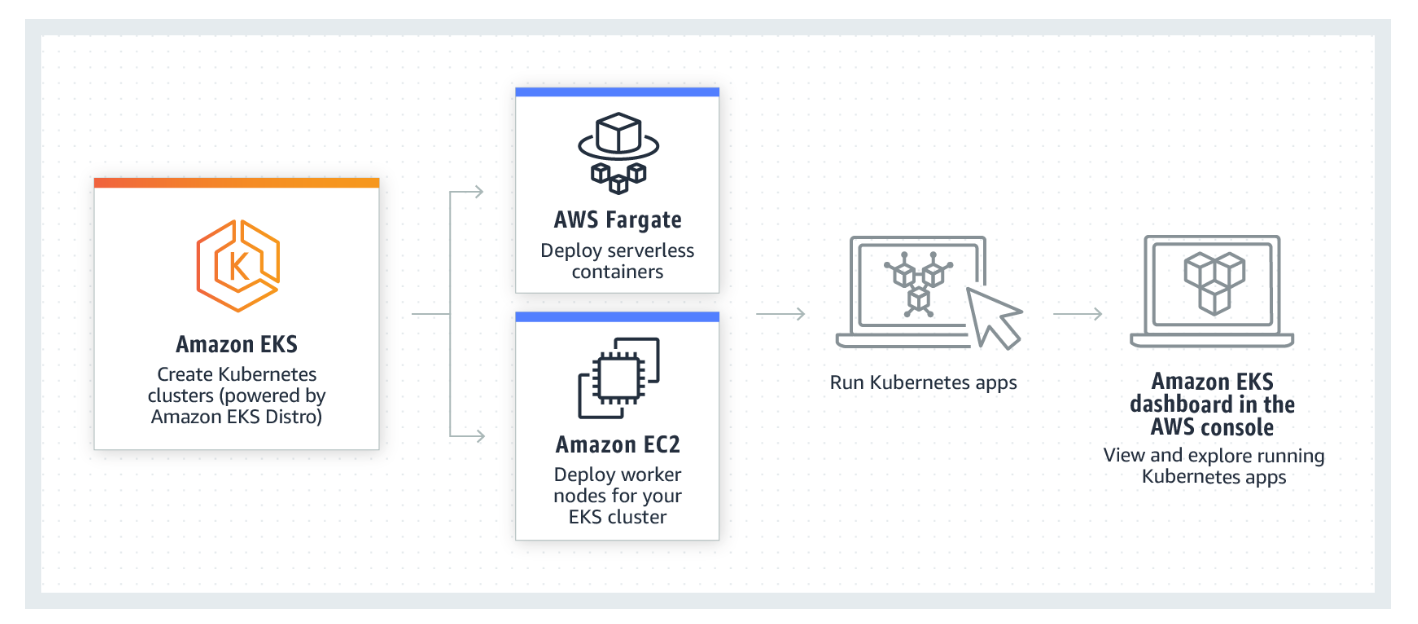 K
Amazon EKS
Create Kubernetes
clusters (powered by
Amazon EKS Distro)
AWS Fargate
Deploy serverless
containers
Amazon EC2
Deploy worker
nodes for your
EKS cluster
Run Kubernetes apps
Amazon EKS
dashboard in the
AWS console
View and explore running
Kubernetes apps